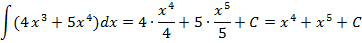 ∫(4x³ + 5x⁴)dx = 4 · x⁴/4 + 5 · x⁵/5 + C = x⁴ + x⁵ + C